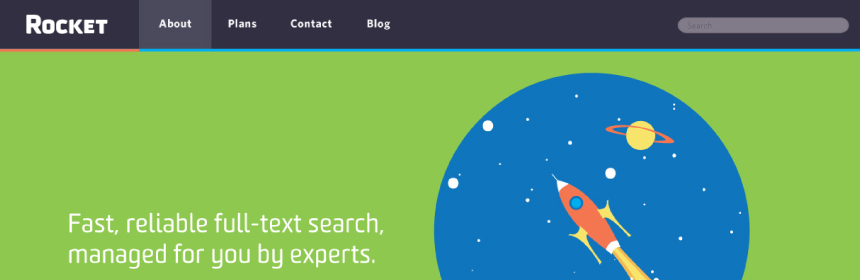 ROCKET
About
Plans
Contact
Blog
Search
Fast, reliable full-text search,
managed for you by experts.